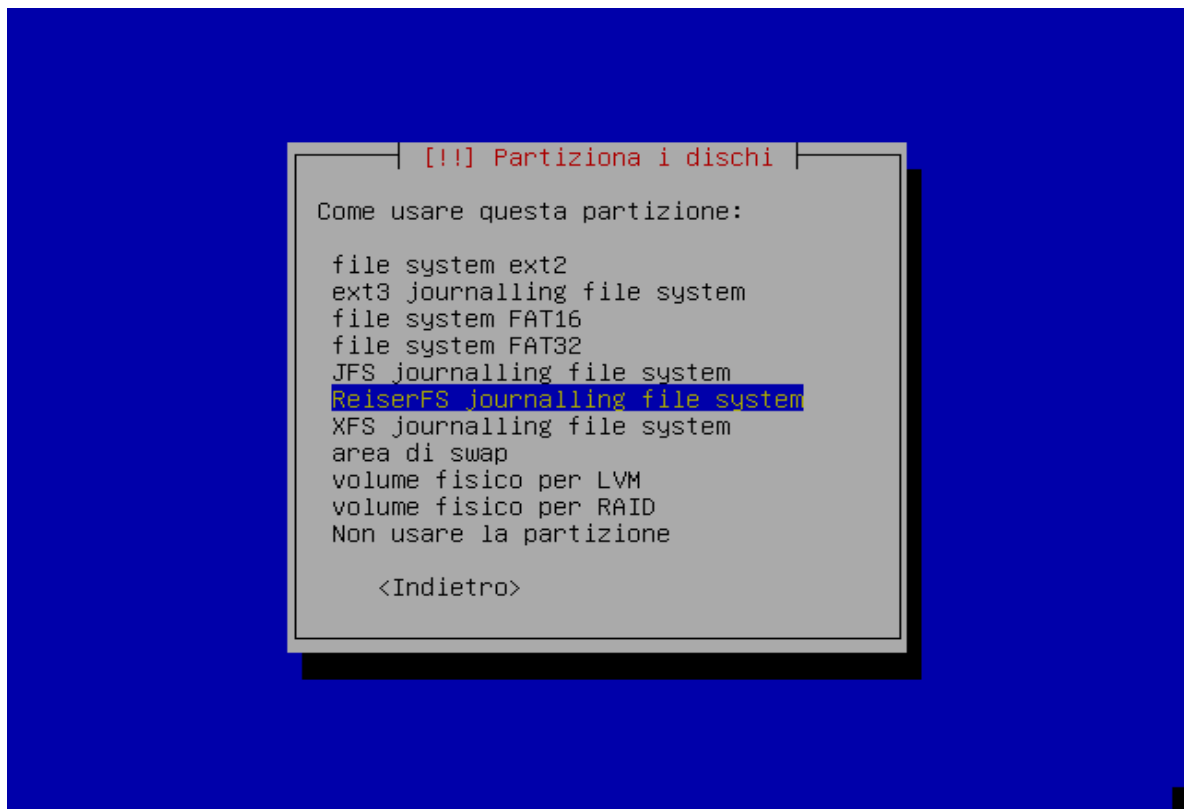 [!!] Partiziona i dischi
Come usare questa partizione:
file system ext2
ext3 journalling file system
file system FAT16
file system FAT32
JFS journalling file system
ReiserFS journalling file system
XFS journalling file system
area di swap
volume fisico per LVM
volume fisico per RAID
Non usare la partizione
<Indietro>